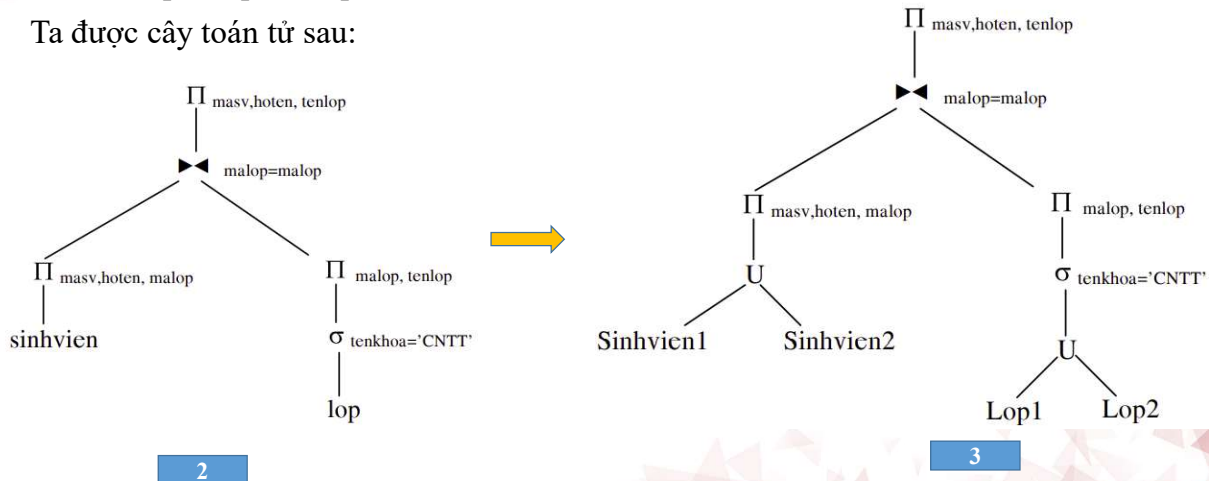 Ta được cây toán tử sau:
Π masv,hoten, tenlop
⧓ malop=malop
Π masv,hoten, malop
Π malop, tenlop
sinhvien
σ tenkhoa='CNTT'
lop
2
Π masv,hoten, tenlop
⧓ malop=malop
Π masv,hoten, malop
Π malop, tenlop
U
σ tenkhoa='CNTT'
Sinhvien1 Sinhvien2
U
Lop1 Lop2
3